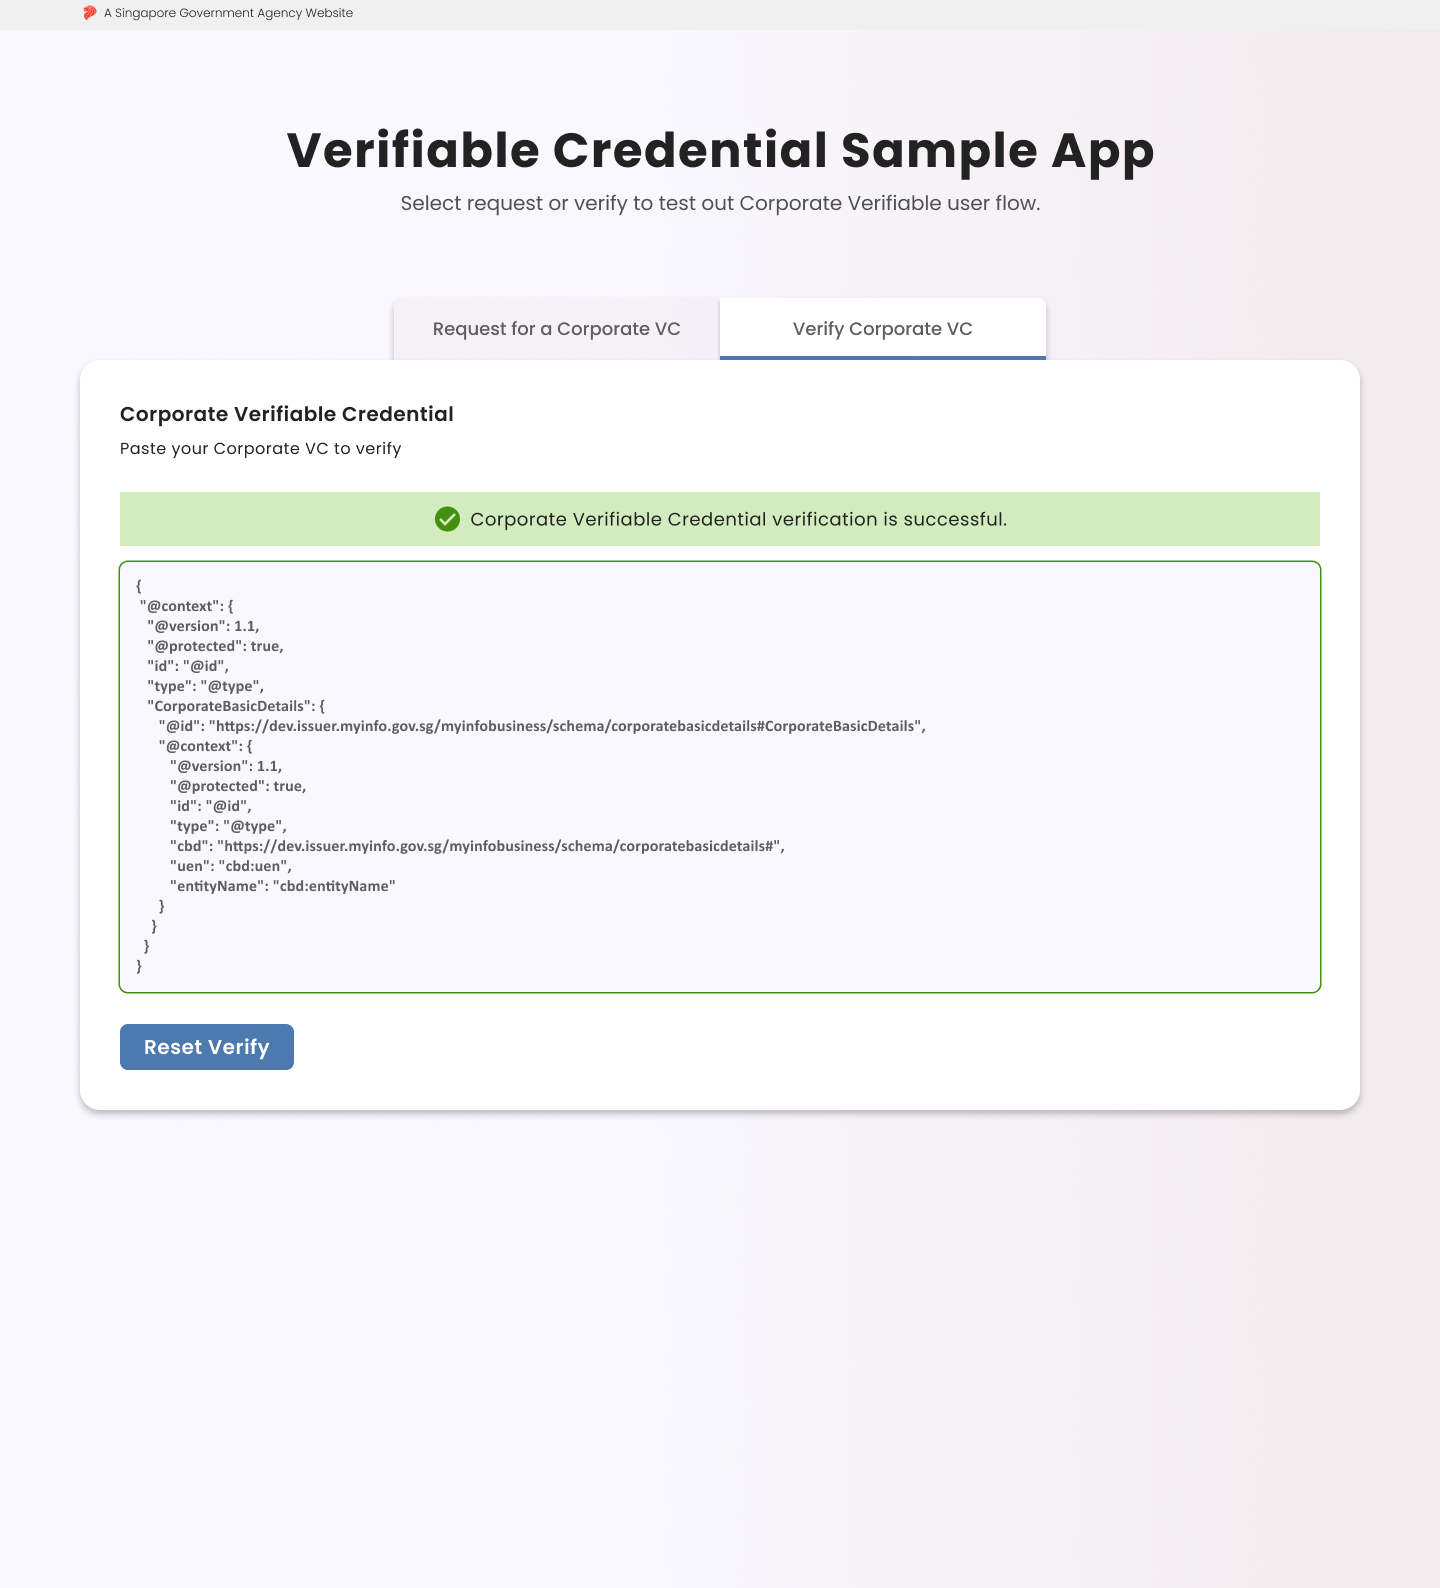 A Singapore Government Agency Website
Verifiable Credential Sample App
Select request or verify to test out Corporate Verifiable user flow.
Request for a Corporate VC
Verify Corporate VC
Corporate Verifiable Credential
Paste your Corporate VC to verify
Corporate Verifiable Credential verification is successful.
{
"@context": {
"@version": 1.1,
"@protected": true,
"id": "@id",
"type": "@type",
"CorporateBasicDetails": {
"@id": "https://dev.issuer.myinfo.gov.sg/myinfobusiness/schema/corporatebasicdetails#CorporateBasicDetails",
"@context": {
"@version": 1.1,
"@protected": true,
"id": "@id",
"type": "@type",
"cbd": "https://dev.issuer.myinfo.gov.sg/myinfobusiness/schema/corporatebasicdetails#",
"uen": "cbd:uen",
"entityName": "cbd:entityName"
}
}
}
}
Reset Verify